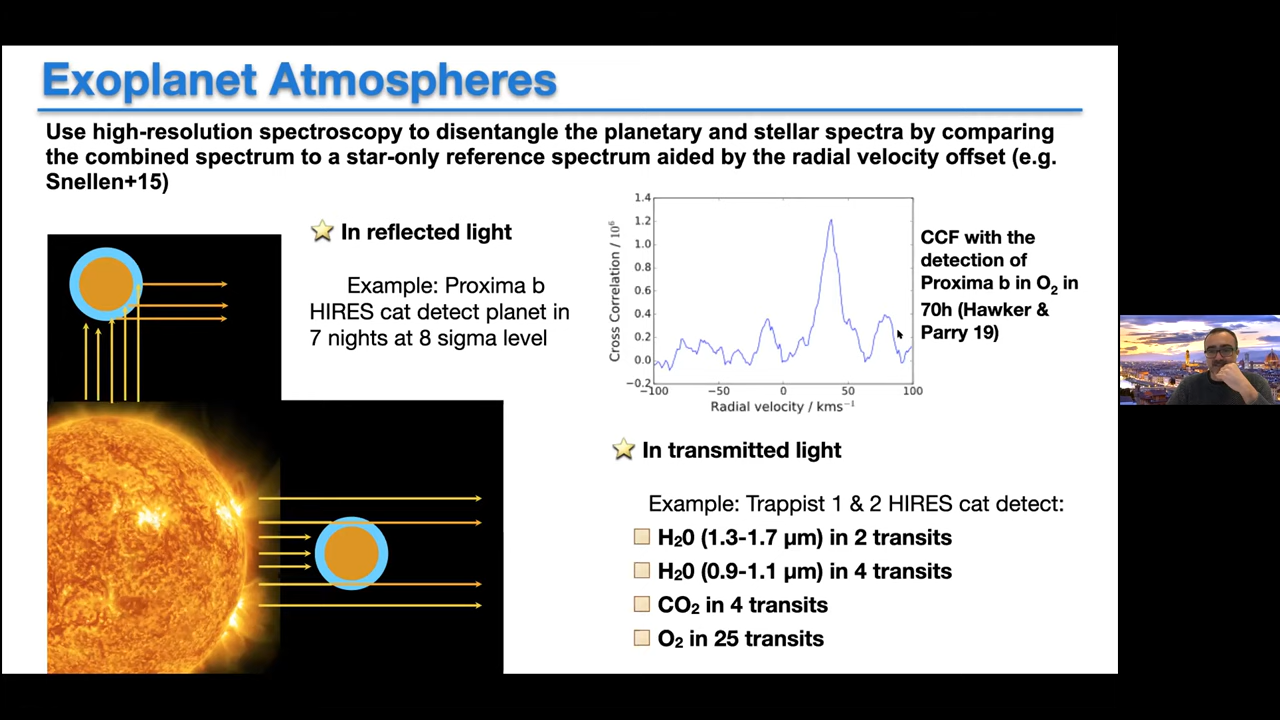 Exoplanet Atmospheres
Use high-resolution spectroscopy to disentangle the planetary and stellar spectra by comparing
the combined spectrum to a star-only reference spectrum aided by the radial velocity offset (e.g.
Snellen+15)
In reflected light
Example: Proxima b
HIRES cat detect planet in
7 nights at 8 sigma level
1.4
1.2
1.0
0.8
0.6
0.4
0.2
0.0
−0.2
Cross Correlation / 10⁶
−100
−50
0
50
100
Radial velocity / kms⁻¹
CCF with the
detection of
Proxima b in O₂ in
70h (Hawker &
Parry 19)
In transmitted light
Example: Trappist 1 & 2 HIRES cat detect:
H₂0 (1.3-1.7 μm) in 2 transits
H₂0 (0.9-1.1 μm) in 4 transits
CO₂ in 4 transits
O₂ in 25 transits